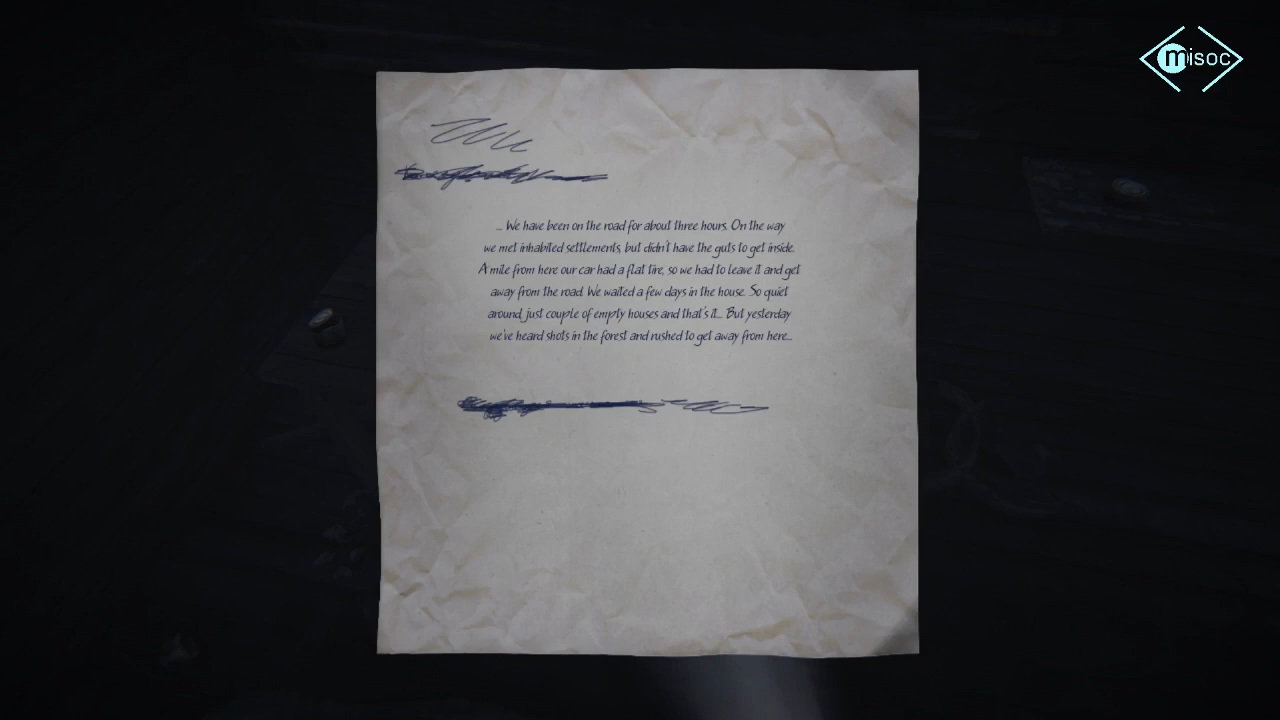 misoc
... We have been on the road for about three hours. On the way
we met inhabited settlements, but didn't have the guts to get inside.
A mile from here our car had a flat tire, so we had to leave it and get
away from the road. We waited a few days in the house. So quiet
around, just couple of empty houses and that's it... But yesterday
we've heard shots in the forest and rushed to get away from here...